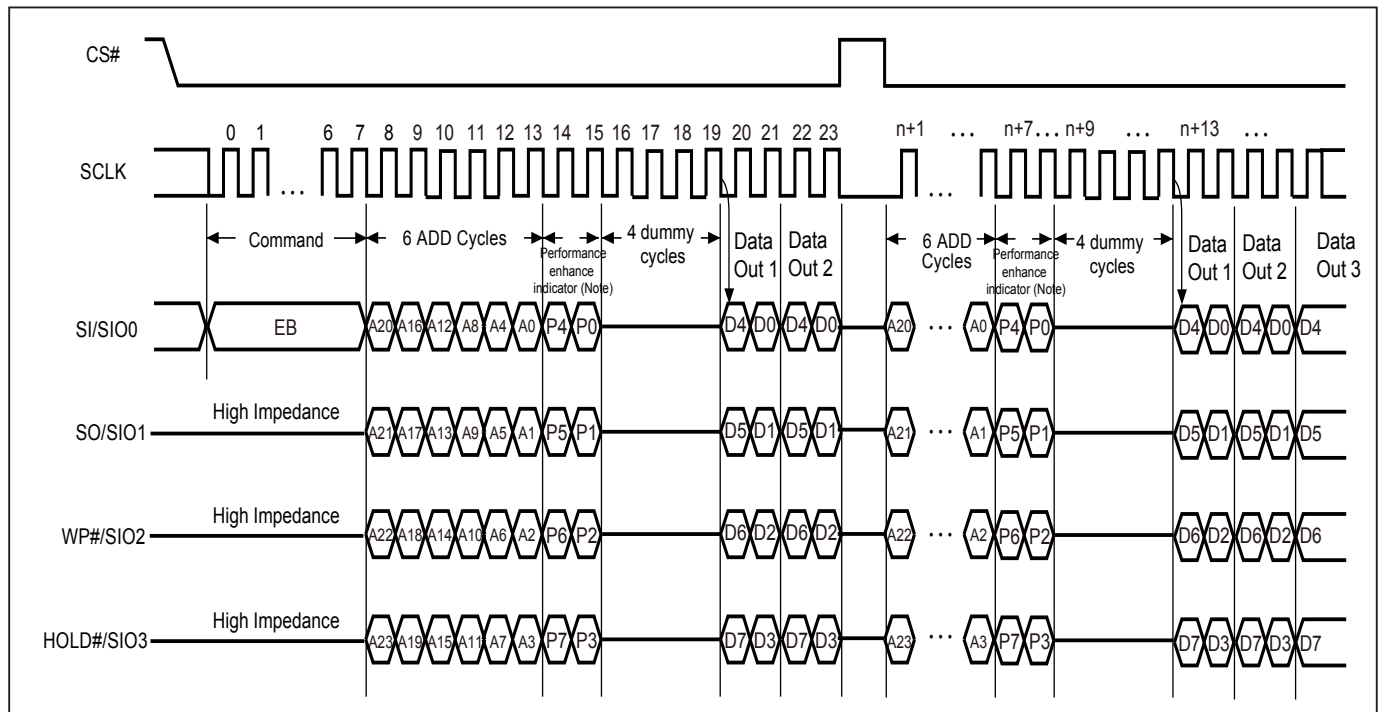 CS#
0 1 6 7 8 9 10 11 12 13 14 15 16 17 18 19 20 21 22 23 n+1 ... n+7... n+9 ... n+13 ...
SCLK
... ...
Command
6 ADD Cycles
Performance
enhance
indicator (Note)
4 dummy
cycles
Data
Out 1
Data
Out 2
6 ADD
Cycles
Performance
enhance
indicator (Note)
4 dummy
cycles
Data
Out 1
Data
Out 2
Data
Out 3
SI/SIO0 EB A20 A16 A12 A8 A4 A0 P4 P0 D4 D0 D4 D0 A20 ... A0 P4 P0 D4 D0 D4 D0 D4
High Impedance
SO/SIO1 A21 A17 A13 A9 A5 A1 P5 P1 D5 D1 D5 D1 A21 ... A1 P5 P1 D5 D1 D5 D1 D5
High Impedance
WP#/SIO2 A22 A18 A14 A10 A6 A2 P6 P2 D6 D2 D6 D2 A22 ... A2 P6 P2 D6 D2 D6 D2 D6
High Impedance
HOLD#/SIO3 A23 A19 A15 A11 A7 A3 P7 P3 D7 D3 D7 D3 A23 ... A3 P7 P3 D7 D3 D7 D3 D7